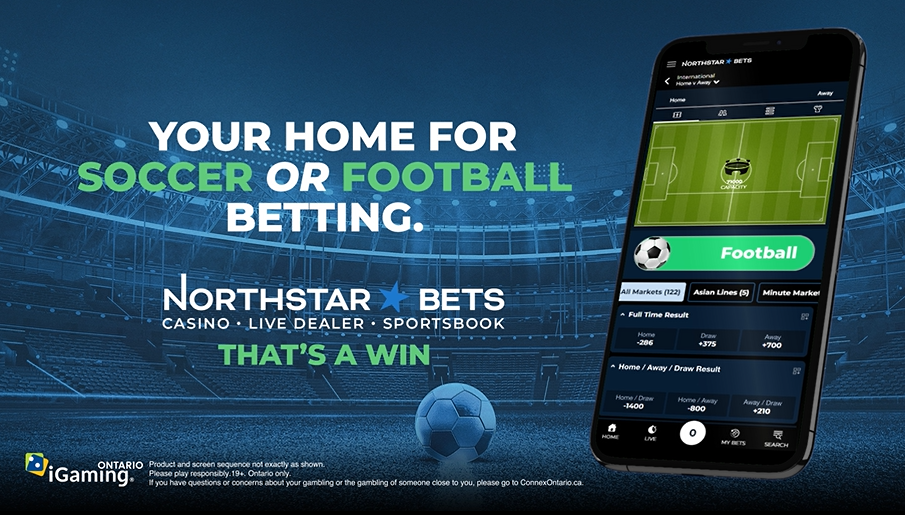 YOUR HOME FOR
SOCCER OR FOOTBALL
BETTING.
NORTHSTAR BETS
CASINO • LIVE DEALER • SPORTSBOOK
THAT'S A WIN
ONTARIO
iGaming®
Product and screen sequence not exactly as shown.
Please play responsibly.19+. Ontario only.
If you have questions or concerns about your gambling or the gambling of someone close to you, please go to ConnexOntario.ca.
NORTHSTAR BETS
International
Home v Away
Home Away
CAPACITY
Football
All Markets (122) Asian Lines (5) Minute Market
Full Time Result
Home Draw Away
-286 +375 +700
Home / Away / Draw Result
Home / Draw Home / Away Away / Draw
-1400 -800 +210
HOME LIVE 0 MY BETS SEARCH